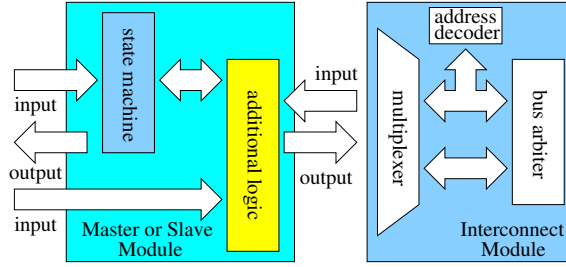 input
output
input
state machine
additional logic
Master or Slave
Module
input
output
address
decoder
multiplexer
bus arbiter
Interconnect
Module